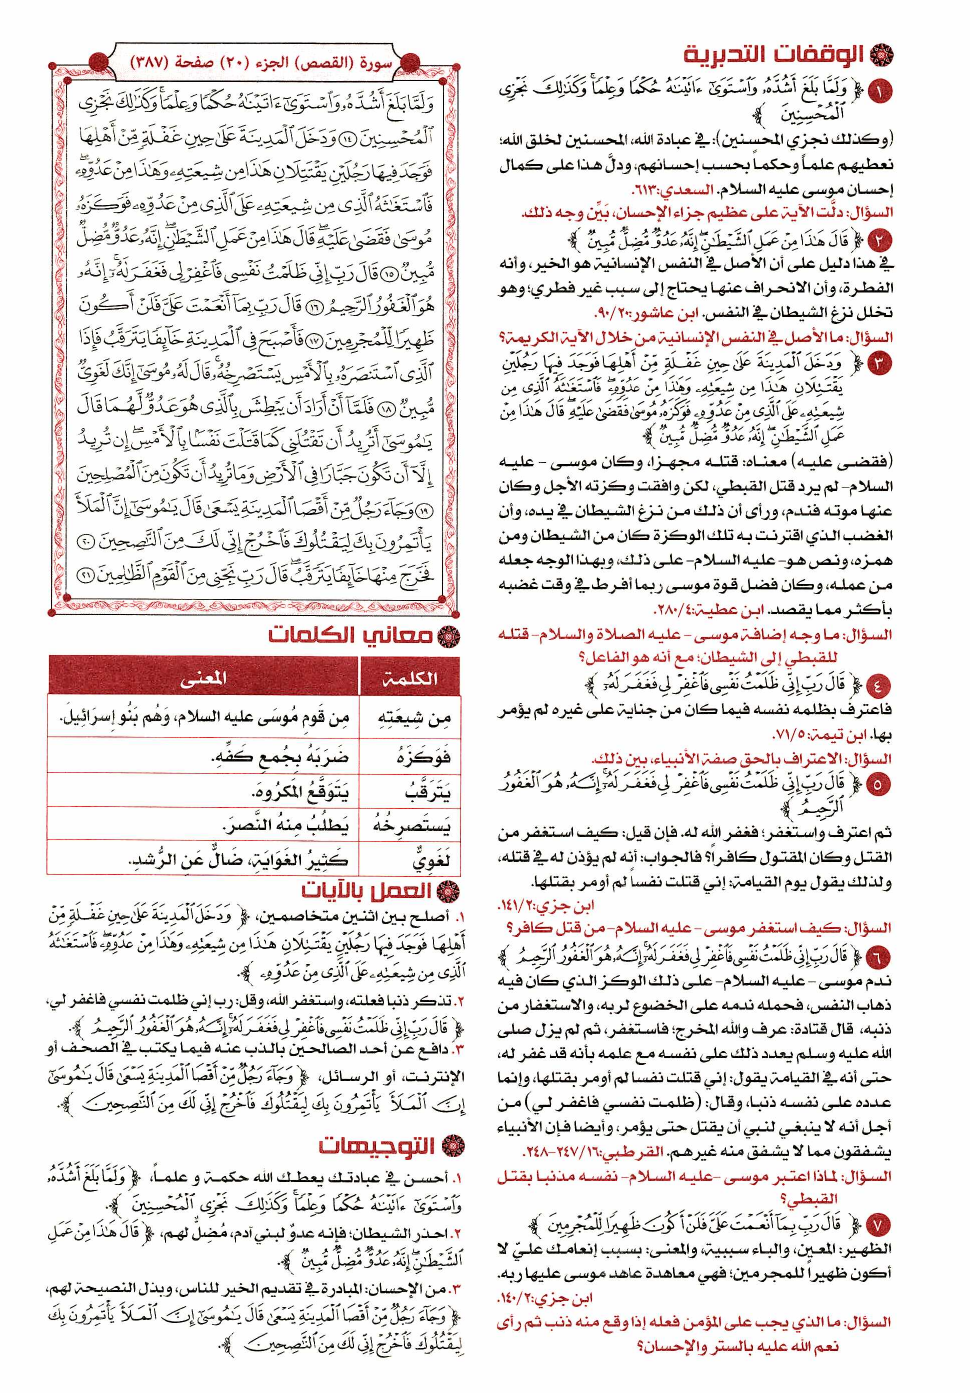 الوقفات التدبرية
١ ﴿ وَلَمَّا بَلَغَ أَشُدَّهُۥ وَٱسْتَوَىٰٓ ءَاتَيْنَٰهُ حُكْمًا وَعِلْمًا ۚ وَكَذَٰلِكَ نَجْزِى
ٱلْمُحْسِنِينَ ﴾
(وكذلك نجزي المحسنين): في عبادة الله، المحسنين لخلق الله؛
نعطيهم علماً وحكماً بحسب إحسانهم، ودلَّ هذا على كمال
إحسان موسى عليه السلام. السعدي:٦١٣.
السؤال: دلَّت الآية على عظيم جزاء الإحسان، بَيِّن وجه ذلك.
٢ ﴿ قَالَ هَٰذَا مِنْ عَمَلِ ٱلشَّيْطَٰنِ ۖ إِنَّهُۥ عَدُوٌّ مُّضِلٌّ مُّبِينٌ ﴾
في هذا دليل على أن الأصل في النفس الإنسانية هو الخير، وأنه
الفطرة، وأن الانحراف عنها يحتاج إلى سبب غير فطري؛ وهو
تخلل نزغ الشيطان في النفس. ابن عاشور:٩٠/٢٠.
السؤال: ما الأصل في النفس الإنسانية من خلال الآية الكريمة؟
٣ ﴿ وَدَخَلَ ٱلْمَدِينَةَ عَلَىٰ حِينِ غَفْلَةٍ مِّنْ أَهْلِهَا فَوَجَدَ فِيهَا رَجُلَيْنِ
يَقْتَتِلَانِ هَٰذَا مِن شِيعَتِهِۦ وَهَٰذَا مِنْ عَدُوِّهِۦ ۖ فَٱسْتَغَٰثَهُ ٱلَّذِى مِن
شِيعَتِهِۦ عَلَى ٱلَّذِى مِنْ عَدُوِّهِۦ فَوَكَزَهُۥ مُوسَىٰ فَقَضَىٰ عَلَيْهِ ۖ قَالَ هَٰذَا مِنْ
عَمَلِ ٱلشَّيْطَٰنِ ۖ إِنَّهُۥ عَدُوٌّ مُّضِلٌّ مُّبِينٌ ﴾
(فقضى عليه) معناه: قتله مجهزا، وكان موسى - عليه
السلام- لم يرد قتل القبطي، لكن وافقت وكزته الأجل وكان
عنها موته فندم، ورأى أن ذلك من نزغ الشيطان في يده، وأن
الغضب الذي اقترنت به تلك الوكزة كان من الشيطان ومن
همزه، ونص هو- عليه السلام- على ذلك، وبهذا الوجه جعله
من عمله، وكان فضل قوة موسى ربما أفرط في وقت غضبه
بأكثر مما يقصد. ابن عطية:٢٨٠/٤.
السؤال: ما وجه إضافة موسى - عليه الصلاة والسلام- قتله
للقبطي إلى الشيطان؛ مع أنه هو الفاعل؟
٤ ﴿ قَالَ رَبِّ إِنِّى ظَلَمْتُ نَفْسِى فَٱغْفِرْ لِى فَغَفَرَ لَهُۥٓ ﴾
فاعترف بظلمه نفسه فيما كان من جناية على غيره لم يؤمر
بها. ابن تيمة:٧١/٥.
السؤال: الاعتراف بالحق صفة الأنبياء، بين ذلك.
٥ ﴿ قَالَ رَبِّ إِنِّى ظَلَمْتُ نَفْسِى فَٱغْفِرْ لِى فَغَفَرَ لَهُۥٓ ۚ إِنَّهُۥ هُوَ ٱلْغَفُورُ
ٱلرَّحِيمُ ﴾
ثم اعترف واستغفر؛ فغفر الله له. فإن قيل: كيف استغفر من
القتل وكان المقتول كافراً؟ فالجواب: أنه لم يؤذن له في قتله،
ولذلك يقول يوم القيامة: إني قتلت نفساً لم أومر بقتلها.
ابن جزي:١٤١/٢.
السؤال: كيف استغفر موسى - عليه السلام-من قتل كافر؟
٦ ﴿ قَالَ رَبِّ إِنِّى ظَلَمْتُ نَفْسِى فَٱغْفِرْ لِى فَغَفَرَ لَهُۥٓ ۚ إِنَّهُۥ هُوَ ٱلْغَفُورُ ٱلرَّحِيمُ ﴾
ندم موسى - عليه السلام- على ذلك الوكز الذي كان فيه
ذهاب النفس، فحمله ندمه على الخضوع لربه، والاستغفار من
ذنبه، قال قتادة: عرف والله المخرج؛ فاستغفر، ثم لم يزل صلى
الله عليه وسلم يعدد ذلك على نفسه مع علمه بأنه قد غفر له،
حتى أنه في القيامة يقول: إني قتلت نفسا لم أومر بقتلها، وإنما
عدده على نفسه ذنبا، وقال: (ظلمت نفسي فاغفر لي) من
أجل أنه لا ينبغي لنبي أن يقتل حتى يؤمر، وأيضا فإن الأنبياء
يشفقون مما لا يشفق منه غيرهم. القرطبي:٢٤٧/١٦-٢٤٨.
السؤال: لماذا اعتبر موسى -عليه السلام- نفسه مذنبا بقتل
القبطي؟
٧ ﴿ قَالَ رَبِّ بِمَآ أَنْعَمْتَ عَلَىَّ فَلَنْ أَكُونَ ظَهِيرًا لِّلْمُجْرِمِينَ ﴾
الظهير: المعين، والباء سببية، والمعنى: بسبب إنعامك عليّ لا
أكون ظهيراً للمجرمين؛ فهي معاهدة عاهد موسى عليها ربه.
ابن جزي:١٤٠/٢.
السؤال: ما الذي يجب على المؤمن فعله إذا وقع منه ذنب ثم رأى
نعم الله عليه بالستر والإحسان؟
سورة (القصص) الجزء (٢٠) صفحة (٣٨٧)
وَلَمَّا بَلَغَ أَشُدَّهُۥ وَٱسْتَوَىٰٓ ءَاتَيْنَٰهُ حُكْمًا وَعِلْمًا ۚ وَكَذَٰلِكَ نَجْزِى
ٱلْمُحْسِنِينَ ١٤ وَدَخَلَ ٱلْمَدِينَةَ عَلَىٰ حِينِ غَفْلَةٍ مِّنْ أَهْلِهَا
فَوَجَدَ فِيهَا رَجُلَيْنِ يَقْتَتِلَانِ هَٰذَا مِن شِيعَتِهِۦ وَهَٰذَا مِنْ عَدُوِّهِۦ ۖ
فَٱسْتَغَٰثَهُ ٱلَّذِى مِن شِيعَتِهِۦ عَلَى ٱلَّذِى مِنْ عَدُوِّهِۦ فَوَكَزَهُۥ
مُوسَىٰ فَقَضَىٰ عَلَيْهِ ۖ قَالَ هَٰذَا مِنْ عَمَلِ ٱلشَّيْطَٰنِ ۖ إِنَّهُۥ عَدُوٌّ مُّضِلٌّ
مُّبِينٌ ١٥ قَالَ رَبِّ إِنِّى ظَلَمْتُ نَفْسِى فَٱغْفِرْ لِى فَغَفَرَ لَهُۥٓ ۚ إِنَّهُۥ
هُوَ ٱلْغَفُورُ ٱلرَّحِيمُ ١٦ قَالَ رَبِّ بِمَآ أَنْعَمْتَ عَلَىَّ فَلَنْ أَكُونَ
ظَهِيرًا لِّلْمُجْرِمِينَ ١٧ فَأَصْبَحَ فِى ٱلْمَدِينَةِ خَآئِفًا يَتَرَقَّبُ فَإِذَا
ٱلَّذِى ٱسْتَنصَرَهُۥ بِٱلْأَمْسِ يَسْتَصْرِخُهُۥ ۚ قَالَ لَهُۥ مُوسَىٰٓ إِنَّكَ لَغَوِىٌّ
مُّبِينٌ ١٨ فَلَمَّآ أَنْ أَرَادَ أَن يَبْطِشَ بِٱلَّذِى هُوَ عَدُوٌّ لَّهُمَا قَالَ
يَٰمُوسَىٰٓ أَتُرِيدُ أَن تَقْتُلَنِى كَمَا قَتَلْتَ نَفْسًۢا بِٱلْأَمْسِ ۖ إِن تُرِيدُ
إِلَّآ أَن تَكُونَ جَبَّارًا فِى ٱلْأَرْضِ وَمَا تُرِيدُ أَن تَكُونَ مِنَ ٱلْمُصْلِحِينَ
١٩ وَجَآءَ رَجُلٌ مِّنْ أَقْصَا ٱلْمَدِينَةِ يَسْعَىٰ قَالَ يَٰمُوسَىٰٓ إِنَّ ٱلْمَلَأَ
يَأْتَمِرُونَ بِكَ لِيَقْتُلُوكَ فَٱخْرُجْ إِنِّى لَكَ مِنَ ٱلنَّٰصِحِينَ ٢٠
فَخَرَجَ مِنْهَا خَآئِفًا يَتَرَقَّبُ ۖ قَالَ رَبِّ نَجِّنِى مِنَ ٱلْقَوْمِ ٱلظَّٰلِمِينَ ٢١
معاني الكلمات
الكلمة المعنى
مِن شِيعَتِهِ مِن قَومِ مُوسَى عليه السلام، وَهُم بَنُو إسرَائِيلَ.
فَوَكَزَهُ ضَرَبَهُ بِجُمعِ كَفِّهِ.
يَتَرَقَّبُ يَتَوَقَّعُ المَكرُوهَ.
يَستَصرِخُهُ يَطلُبُ مِنهُ النَّصرَ.
لَغَوِيٌّ كَثِيرُ الغَوَايَةِ، ضَالٌّ عَنِ الرُّشدِ.
العمل بالآيات
١. أصلح بين اثنين متخاصمين، ﴿ وَدَخَلَ ٱلْمَدِينَةَ عَلَىٰ حِينِ غَفْلَةٍ مِّنْ
أَهْلِهَا فَوَجَدَ فِيهَا رَجُلَيْنِ يَقْتَتِلَانِ هَٰذَا مِن شِيعَتِهِۦ وَهَٰذَا مِنْ عَدُوِّهِۦ ۖ فَٱسْتَغَٰثَهُ
ٱلَّذِى مِن شِيعَتِهِۦ عَلَى ٱلَّذِى مِنْ عَدُوِّهِۦ ﴾.
٢. تذكر ذنبا فعلته، واستغفر الله، وقل: رب إني ظلمت نفسي فاغفر لي،
﴿ قَالَ رَبِّ إِنِّى ظَلَمْتُ نَفْسِى فَٱغْفِرْ لِى فَغَفَرَ لَهُۥٓ ۚ إِنَّهُۥ هُوَ ٱلْغَفُورُ ٱلرَّحِيمُ ﴾.
٣. دافع عن أحد الصالحين بالذب عنه فيما يكتب في الصحف أو
الإنترنت، أو الرسائل، ﴿ وَجَآءَ رَجُلٌ مِّنْ أَقْصَا ٱلْمَدِينَةِ يَسْعَىٰ قَالَ يَٰمُوسَىٰٓ
إِنَّ ٱلْمَلَأَ يَأْتَمِرُونَ بِكَ لِيَقْتُلُوكَ فَٱخْرُجْ إِنِّى لَكَ مِنَ ٱلنَّٰصِحِينَ ﴾.
التوجيهات
١. أحسن في عبادتك يعطك الله حكمة و علماً، ﴿ وَلَمَّا بَلَغَ أَشُدَّهُۥ
وَٱسْتَوَىٰٓ ءَاتَيْنَٰهُ حُكْمًا وَعِلْمًا ۚ وَكَذَٰلِكَ نَجْزِى ٱلْمُحْسِنِينَ ﴾.
٢. احذر الشيطان؛ فإنه عدوٌ لبني آدم، مُضلٌ لهم، ﴿ قَالَ هَٰذَا مِنْ عَمَلِ
ٱلشَّيْطَٰنِ ۖ إِنَّهُۥ عَدُوٌّ مُّضِلٌّ مُّبِينٌ ﴾.
٣. من الإحسان: المبادرة في تقديم الخير للناس، وبذل النصيحة لهم،
﴿ وَجَآءَ رَجُلٌ مِّنْ أَقْصَا ٱلْمَدِينَةِ يَسْعَىٰ قَالَ يَٰمُوسَىٰٓ إِنَّ ٱلْمَلَأَ يَأْتَمِرُونَ بِكَ
لِيَقْتُلُوكَ فَٱخْرُجْ إِنِّى لَكَ مِنَ ٱلنَّٰصِحِينَ ﴾.